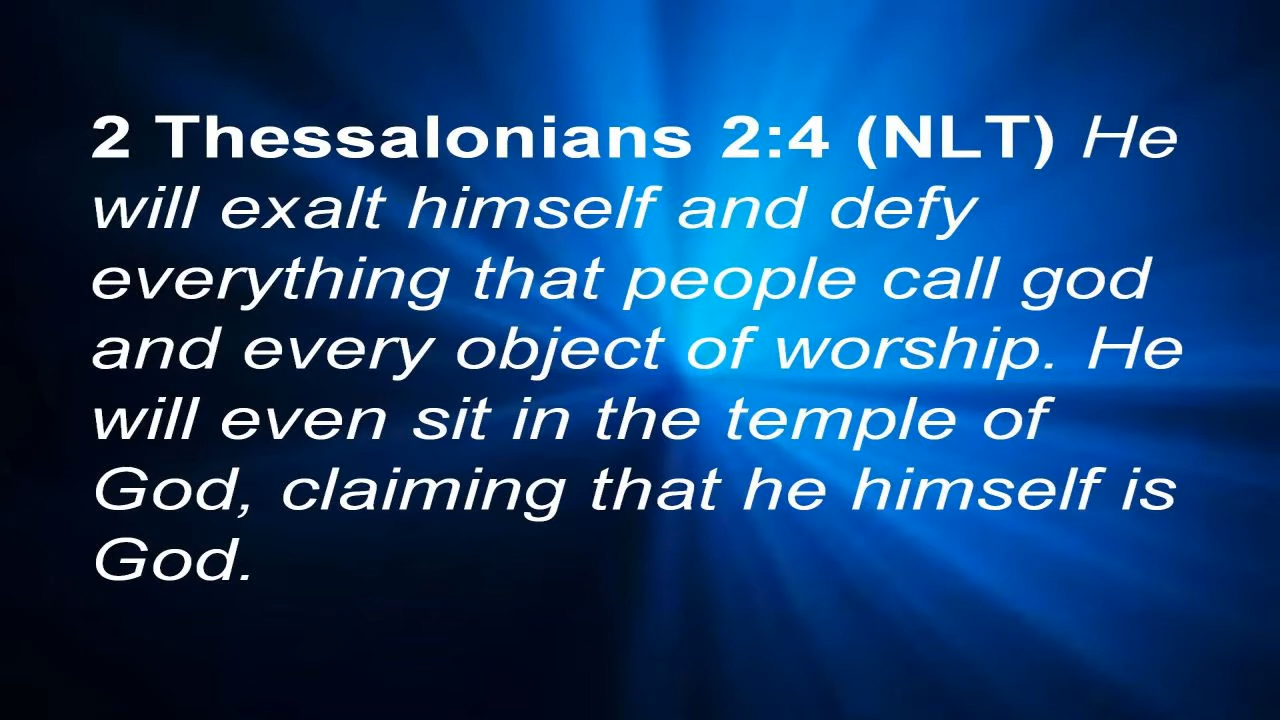 2 Thessalonians 2:4 (NLT) He
will exalt himself and defy
everything that people call god
and every object of worship. He
will even sit in the temple of
God, claiming that he himself is
God.